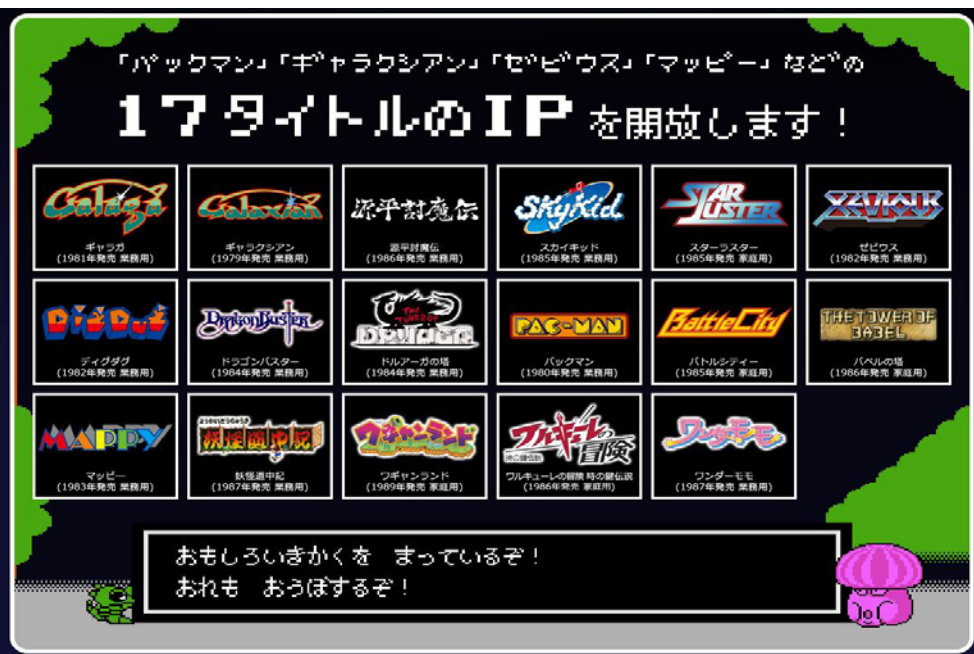 「パックマン」「ギャラクシアン」「ゼビウス」「マッピー」などの
17タイトルのIPを開放します！
Galaga
ギャラガ
(1981年発売 業務用)
Galaxian
ギャラクシアン
(1979年発売 業務用)
源平討魔伝
源平討魔伝
(1986年発売 業務用)
SkyKid
スカイキッド
(1985年発売 業務用)
STAR LUSTER
スターラスター
(1985年発売 家庭用)
XEVIOUS
ゼビウス
(1982年発売 業務用)
DIGDUG
ディグダグ
(1982年発売 業務用)
DragonBuster
ドラゴンバスター
(1984年発売 業務用)
THE TOWER OF
DRUAGA
ドルアーガの塔
(1984年発売 業務用)
PAC-MAN
パックマン
(1980年発売 業務用)
BattleCity
バトルシティー
(1985年発売 家庭用)
THE TOWER OF
BABEL
バベルの塔
(1986年発売 家庭用)
MAPPY
マッピー
(1983年発売 業務用)
ようかいどうちゅうき
妖怪道中記
妖怪道中記
(1987年発売 業務用)
ワギャンランド
ワギャンランド
(1989年発売 家庭用)
ワルキューレの冒険
時の鍵伝説
ワルキューレの冒険 時の鍵伝説
(1986年発売 家庭用)
ワンダーモモ
ワンダーモモ
(1987年発売 業務用)
おもしろいきかくを まっているぞ！
おれも おうぼするぞ！